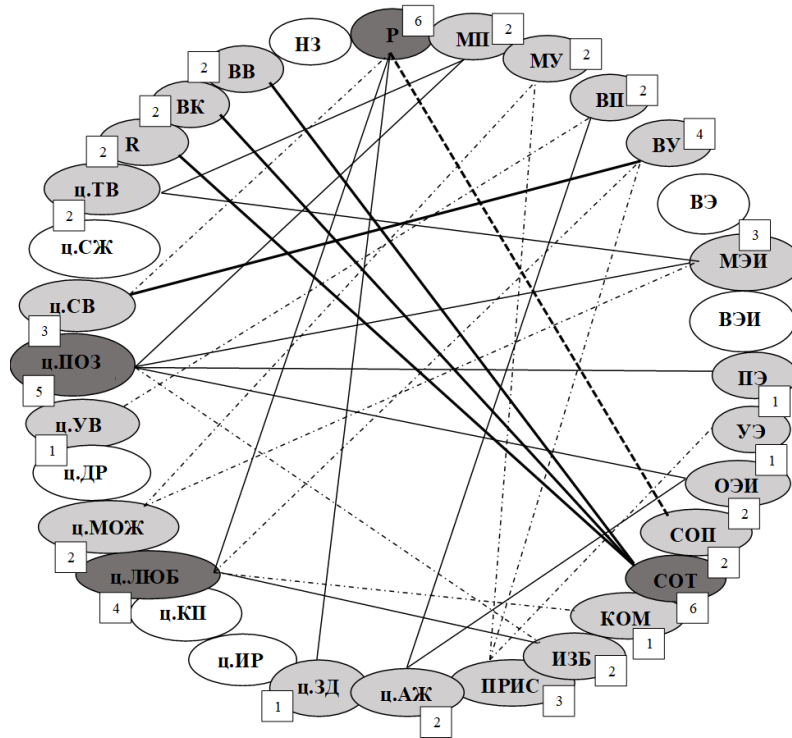 Р
6
МП
2
МУ
2
ВП
2
ВУ
4
ВЭ
МЭИ
3
ВЭИ
ПЭ
1
УЭ
1
ОЭИ
2
СОП
2
СОТ
6
КОМ
1
ИЗБ
2
ПРИС
3
ц.АЖ
2
ц.ЗД
1
ц.ИР
ц.КП
ц.ЛЮБ
4
ц.МОЖ
2
ц.ДР
ц.УВ
1
ц.ПОЗ
5
ц.СВ
3
ц.СЖ
ц.ТВ
2
R
2
ВК
2
ВВ
2
НЗ